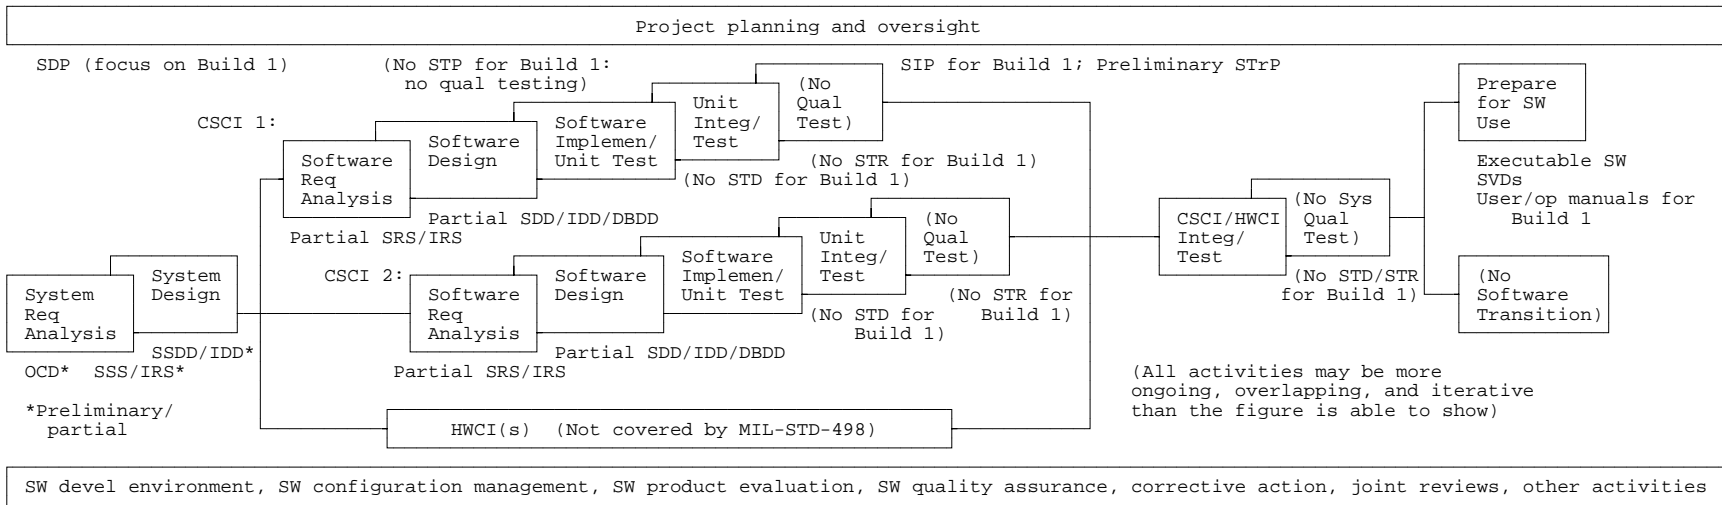 Project planning and oversight
SDP (focus on Build 1)
(No STP for Build 1:
no qual testing)
SIP for Build 1; Preliminary STrP
CSCI 1:
Software
Req
Analysis
Software
Design
Software
Implemen/
Unit Test
Unit
Integ/
Test
(No
Qual
Test)
(No STR for Build 1)
(No STD for Build 1)
Partial SDD/IDD/DBDD
Partial SRS/IRS
System
Req
Analysis
System
Design
SSDD/IDD*
OCD* SSS/IRS*
*Preliminary/
partial
CSCI 2:
Software
Req
Analysis
Software
Design
Software
Implemen/
Unit Test
Unit
Integ/
Test
(No
Qual
Test)
(No STR for
Build 1)
(No STD for
Build 1)
Partial SDD/IDD/DBDD
Partial SRS/IRS
HWCI(s) (Not covered by MIL-STD-498)
CSCI/HWCI
Integ/
Test
(No Sys
Qual
Test)
(No STD/STR
for Build 1)
Prepare
for SW
Use
Executable SW
SVDs
User/op manuals for
Build 1
(No
Software
Transition)
(All activities may be more
ongoing, overlapping, and iterative
than the figure is able to show)
SW devel environment, SW configuration management, SW product evaluation, SW quality assurance, corrective action, joint reviews, other activities